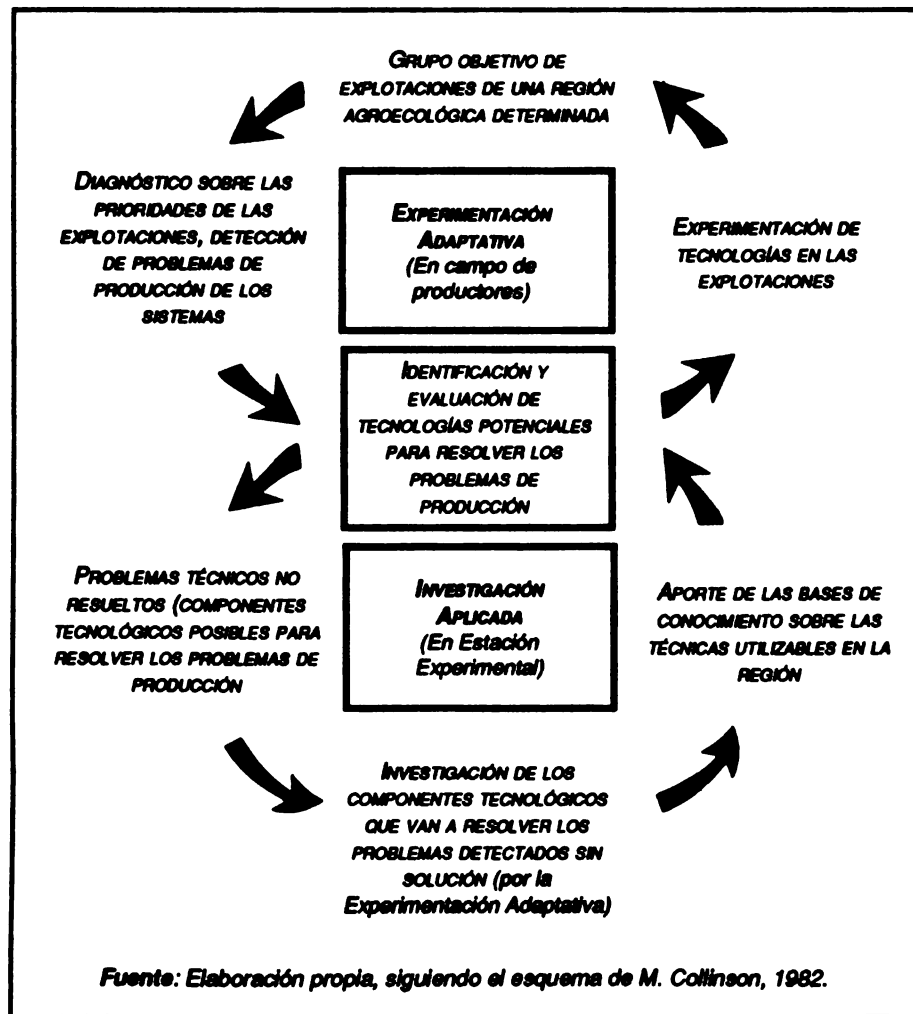 GRUPO OBJETIVO DE
EXPLOTACIONES DE UNA REGIÓN
AGROECOLÓGICA DETERMINADA
DIAGNÓSTICO SOBRE LAS
PRIORIDADES DE LAS
EXPLOTACIONES, DETECCIÓN
DE PROBLEMAS DE
PRODUCCIÓN DE LOS
SISTEMAS
EXPERIMENTACIÓN
ADAPTATIVA
(En campo de
productores)
EXPERIMENTACIÓN DE
TECNOLOGÍAS EN LAS
EXPLOTACIONES
IDENTIFICACIÓN Y
EVALUACIÓN DE
TECNOLOGÍAS POTENCIALES
PARA RESOLVER LOS
PROBLEMAS DE
PRODUCCIÓN
PROBLEMAS TÉCNICOS NO
RESUELTOS (COMPONENTES
TECNOLÓGICOS POSIBLES PARA
RESOLVER LOS PROBLEMAS DE
PRODUCCIÓN
INVESTIGACIÓN
APLICADA
(En Estación
Experimental)
APORTE DE LAS BASES DE
CONOCIMIENTO SOBRE LAS
TÉCNICAS UTILIZABLES EN LA
REGIÓN
INVESTIGACIÓN DE LOS
COMPONENTES TECNOLÓGICOS
QUE VAN A RESOLVER LOS
PROBLEMAS DETECTADOS SIN
SOLUCIÓN (por la
Experimentación Adaptativa)
Fuente: Elaboración propia, siguiendo el esquema de M. Collinson, 1982.